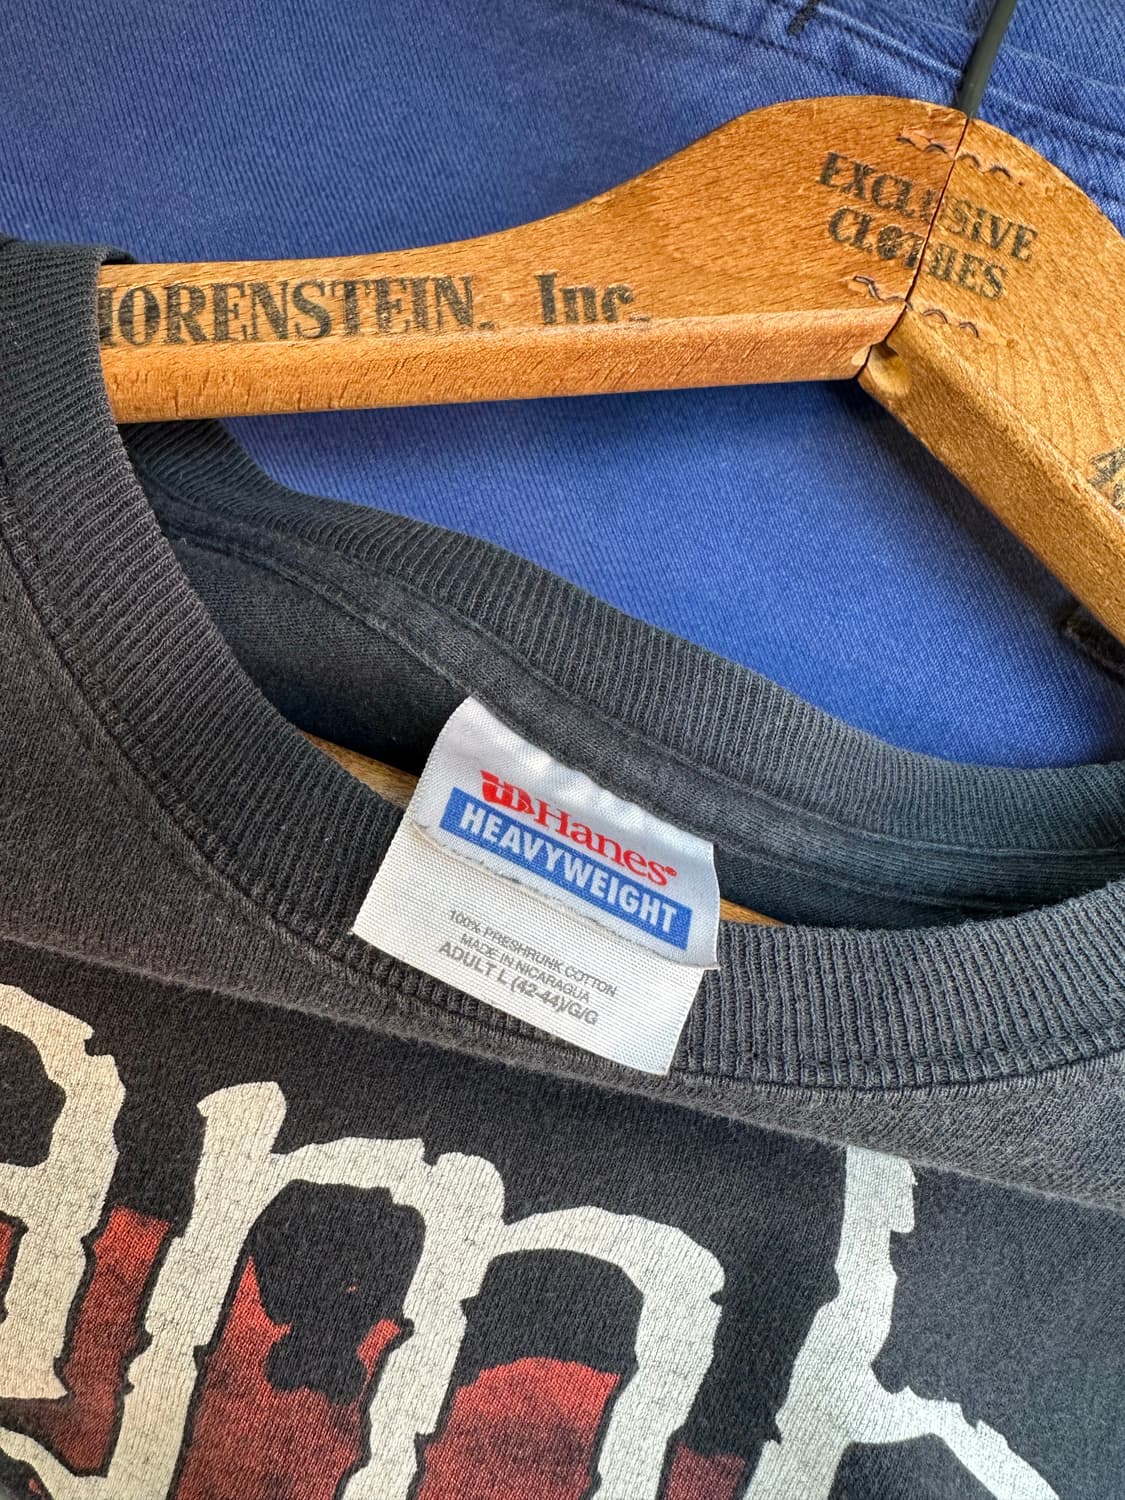 HORENSTEIN. Inc.
EXCLUSIVE
CLOTHES
Hanes®
HEAVYWEIGHT
100% PRESHRUNK COTTON
MADE IN NICARAGUA
ADULT L (42-44)/G/G